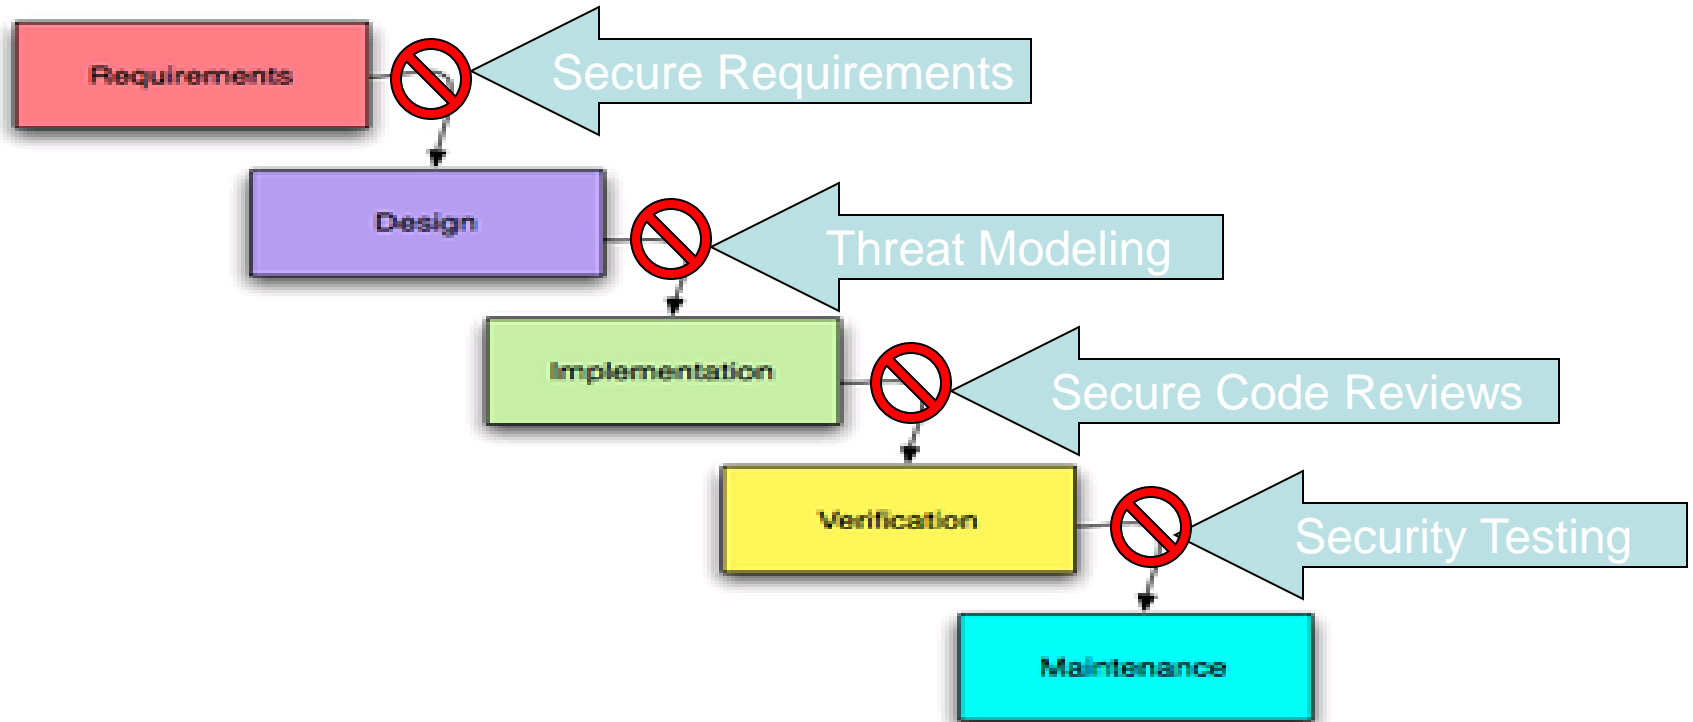 Requirements
Secure Requirements
Design
Threat Modeling
Implementation
Secure Code Reviews
Verification
Security Testing
Maintenance